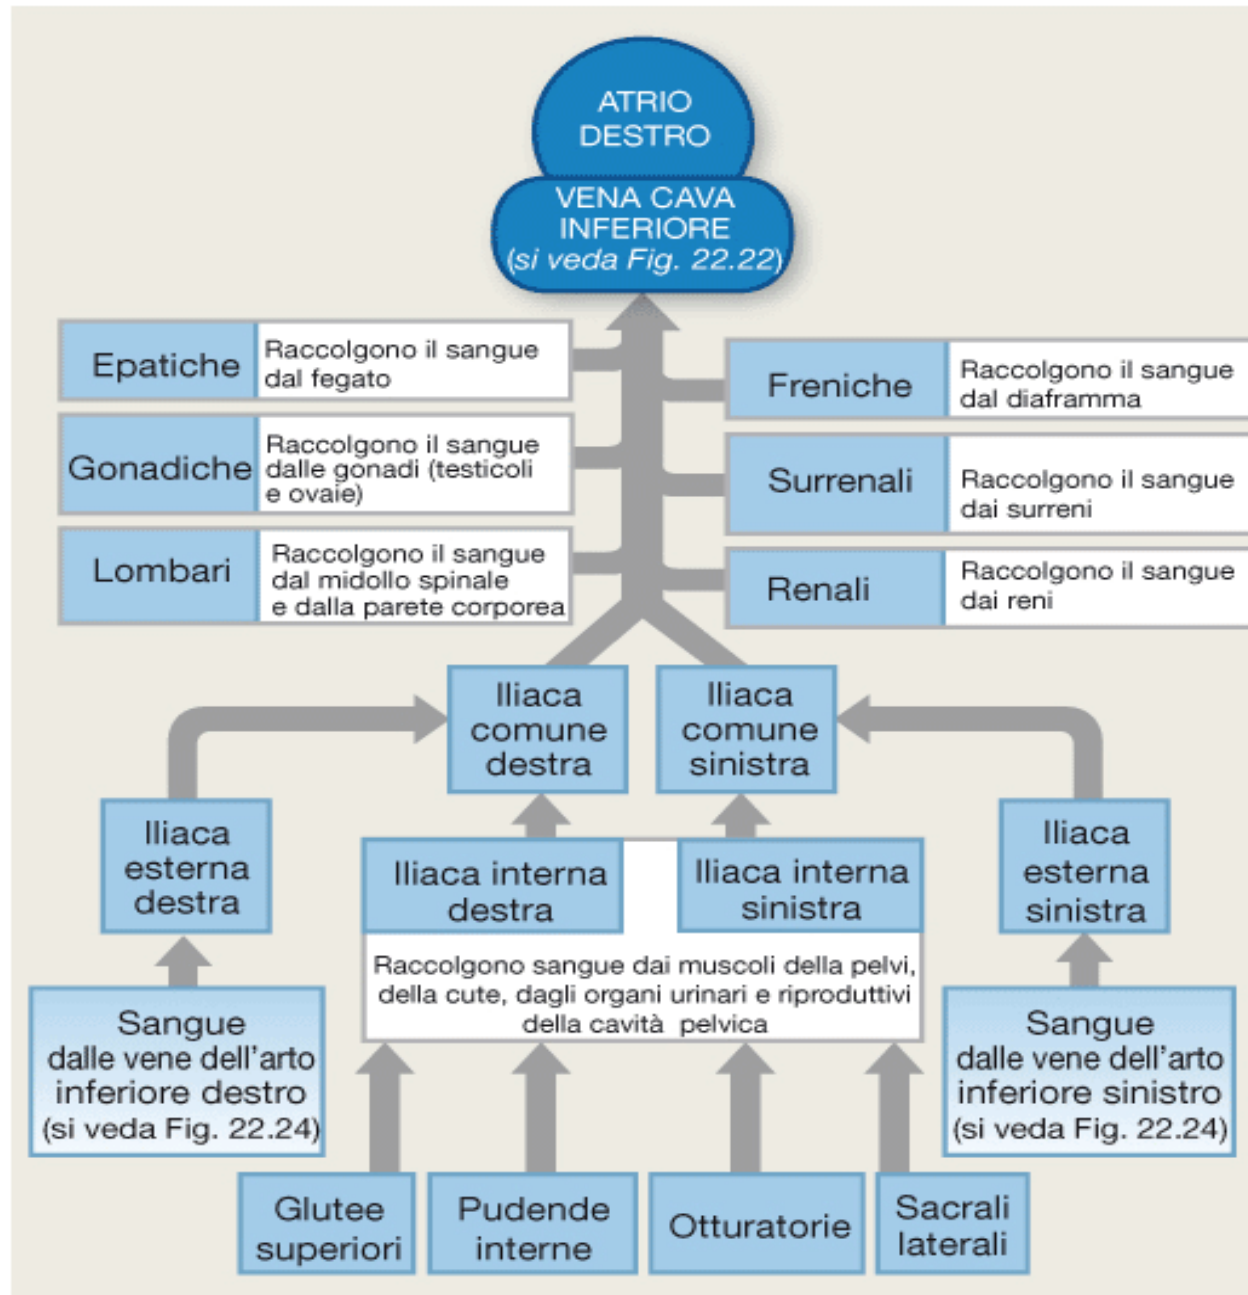 ATRIO
DESTRO
VENA CAVA
INFERIORE
(si veda Fig. 22.22)
Epatiche
Raccolgono il sangue
dal fegato
Gonadiche
Raccolgono il sangue
dalle gonadi (testicoli
e ovaie)
Lombari
Raccolgono il sangue
dal midollo spinale
e dalla parete corporea
Freniche
Raccolgono il sangue
dal diaframma
Surrenali
Raccolgono il sangue
dai surreni
Renali
Raccolgono il sangue
dai reni
Iliaca
comune
destra
Iliaca
comune
sinistra
Iliaca
esterna
destra
Iliaca interna
destra
Iliaca interna
sinistra
Iliaca
esterna
sinistra
Raccolgono sangue dai muscoli della pelvi,
della cute, dagli organi urinari e riproduttivi
della cavità pelvica
Sangue
dalle vene dell'arto
inferiore destro
(si veda Fig. 22.24)
Sangue
dalle vene dell'arto
inferiore sinistro
(si veda Fig. 22.24)
Glutee
superiori
Pudende
interne
Otturatorie
Sacrali
laterali